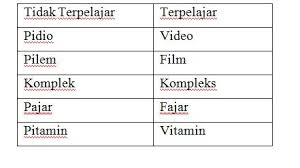 Tidak Terpelajar Terpelajar
Pidio Video
Pilem Film
Komplek Kompleks
Pajar Fajar
Pitamin Vitamin